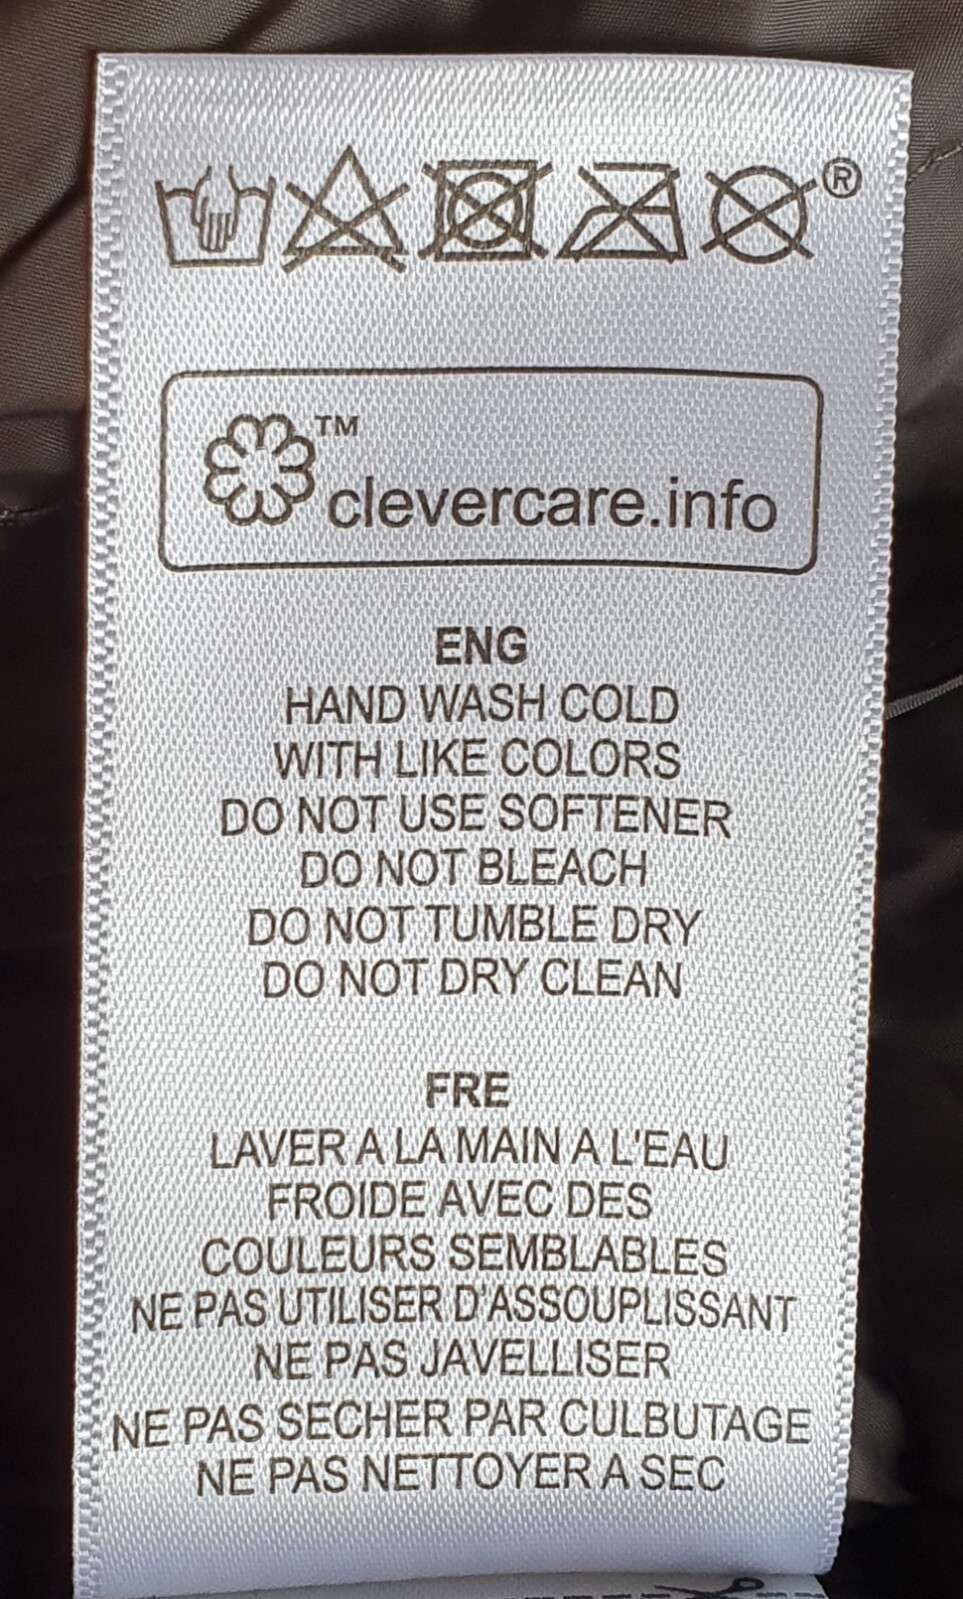 ®
™
clevercare.info
ENG
HAND WASH COLD
WITH LIKE COLORS
DO NOT USE SOFTENER
DO NOT BLEACH
DO NOT TUMBLE DRY
DO NOT DRY CLEAN
FRE
LAVER A LA MAIN A L'EAU
FROIDE AVEC DES
COULEURS SEMBLABLES
NE PAS UTILISER D'ASSOUPLISSANT
NE PAS JAVELLISER
NE PAS SECHER PAR CULBUTAGE
NE PAS NETTOYER A SEC